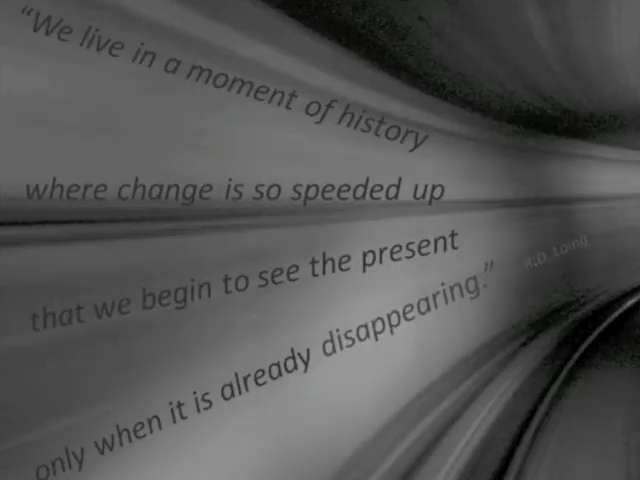 “We live in a moment of history
where change is so speeded up
that we begin to see the present
only when it is already disappearing.”
R.D. Laing